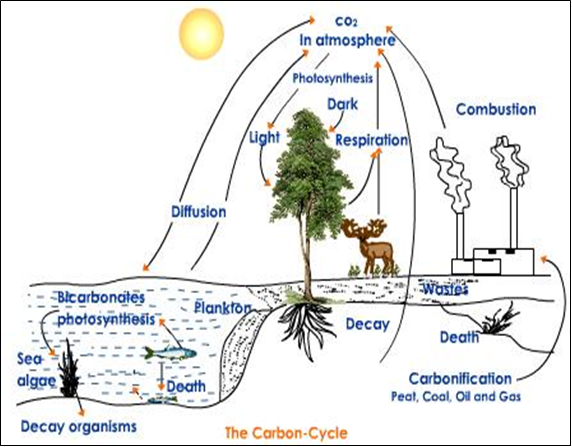 co₂
In atmosphere
Photosynthesis
Dark
Combustion
Light
Respiration
Diffusion
Bicarbonates
photosynthesis
Plankton
Wastes
Decay
Death
Sea
algae
Death
Carbonification
Peat, Coal, Oil and Gas
Decay organisms
The Carbon-Cycle